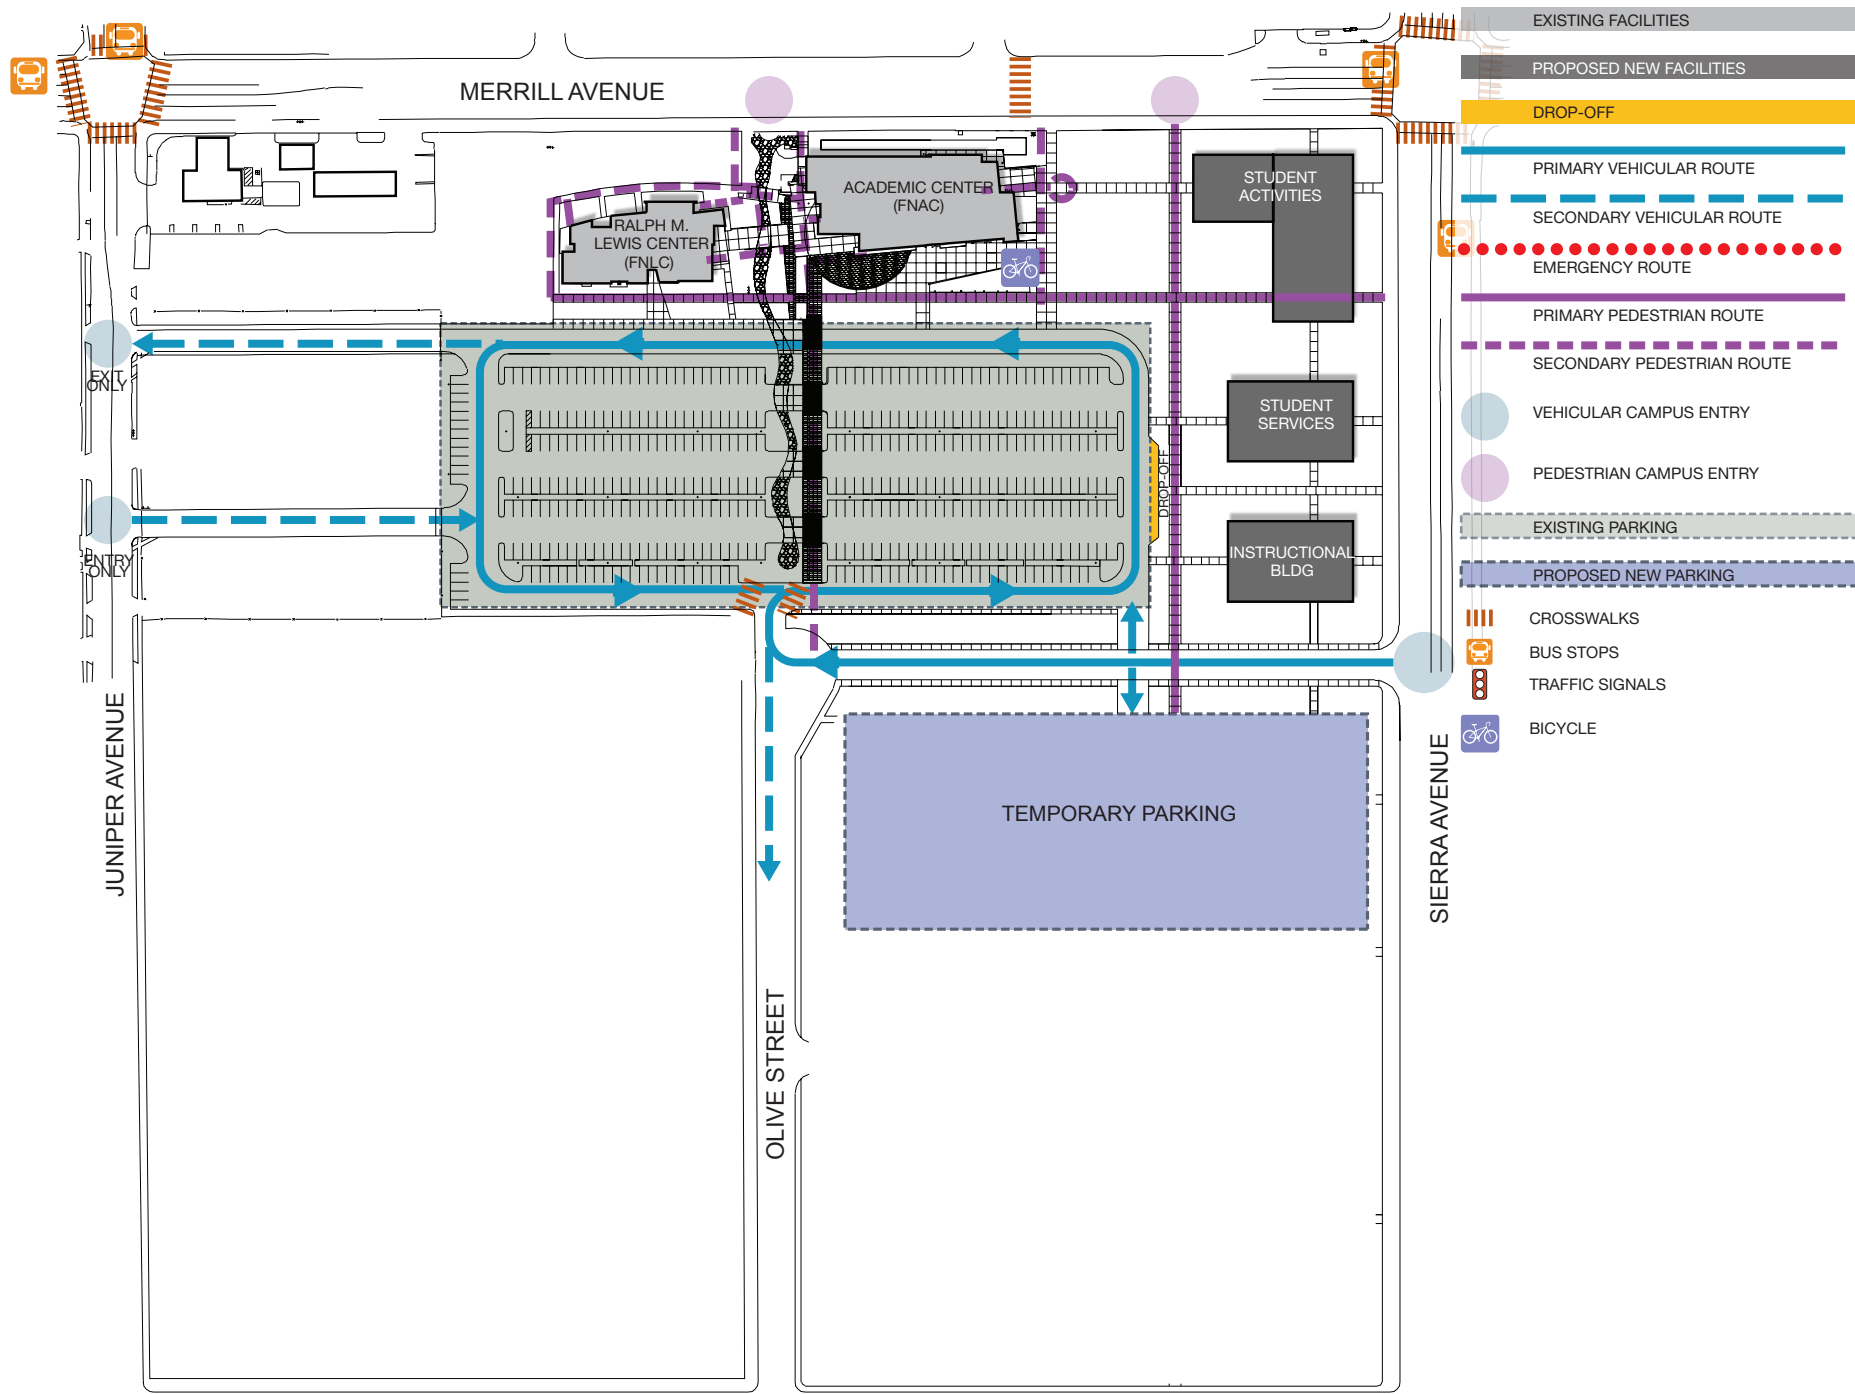 MERRILL AVENUE
ACADEMIC CENTER
(FNAC)
RALPH M.
LEWIS CENTER
(FNLC)
STUDENT
ACTIVITIES
STUDENT
SERVICES
INSTRUCTIONAL
BLDG
DROP-OFF
EXIT
ONLY
ENTRY
ONLY
JUNIPER AVENUE
OLIVE STREET
SIERRA AVENUE
TEMPORARY PARKING
EXISTING FACILITIES
PROPOSED NEW FACILITIES
DROP-OFF
PRIMARY VEHICULAR ROUTE
SECONDARY VEHICULAR ROUTE
EMERGENCY ROUTE
PRIMARY PEDESTRIAN ROUTE
SECONDARY PEDESTRIAN ROUTE
VEHICULAR CAMPUS ENTRY
PEDESTRIAN CAMPUS ENTRY
EXISTING PARKING
PROPOSED NEW PARKING
CROSSWALKS
BUS STOPS
TRAFFIC SIGNALS
BICYCLE